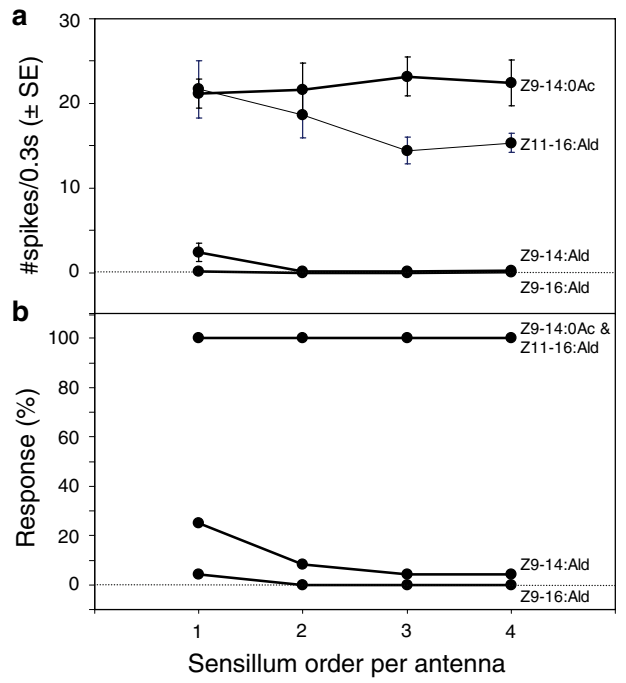 a
30
20
10
0
#spikes/0.3s (± SE)
Z9-14:0Ac
Z11-16:Ald
Z9-14:Ald
Z9-16:Ald
b
100
80
60
40
20
0
Response (%)
Z9-14:0Ac &
Z11-16:Ald
Z9-14:Ald
Z9-16:Ald
1 2 3 4
Sensillum order per antenna